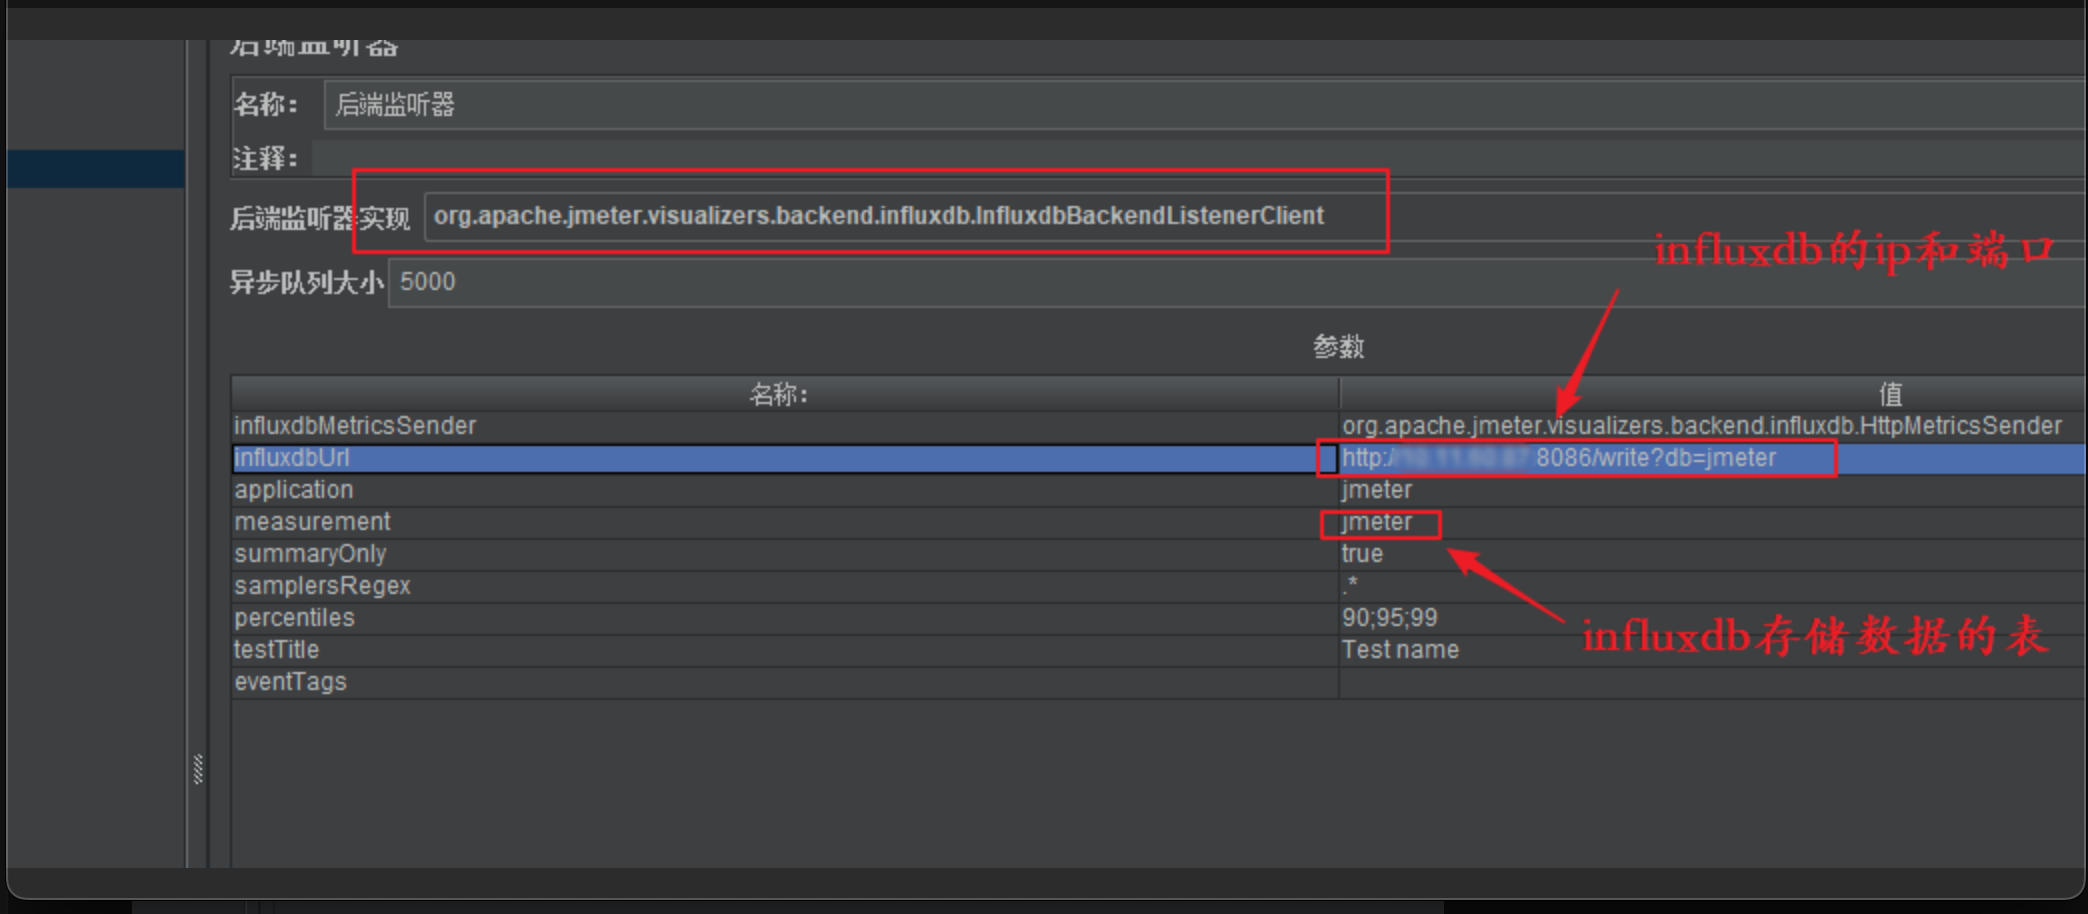 后端监听器
名称： 后端监听器
注释：
后端监听器实现 org.apache.jmeter.visualizers.backend.influxdb.InfluxdbBackendListenerClient
influxdb的ip和端口
异步队列大小 5000
参数
名称： 值
influxdbMetricsSender org.apache.jmeter.visualizers.backend.influxdb.HttpMetricsSender
influxdbUrl http:/ :8086/write?db=jmeter
application jmeter
measurement jmeter
summaryOnly true
samplersRegex .*
percentiles 90;95;99
influxdb存储数据的表
testTitle Test name
eventTags